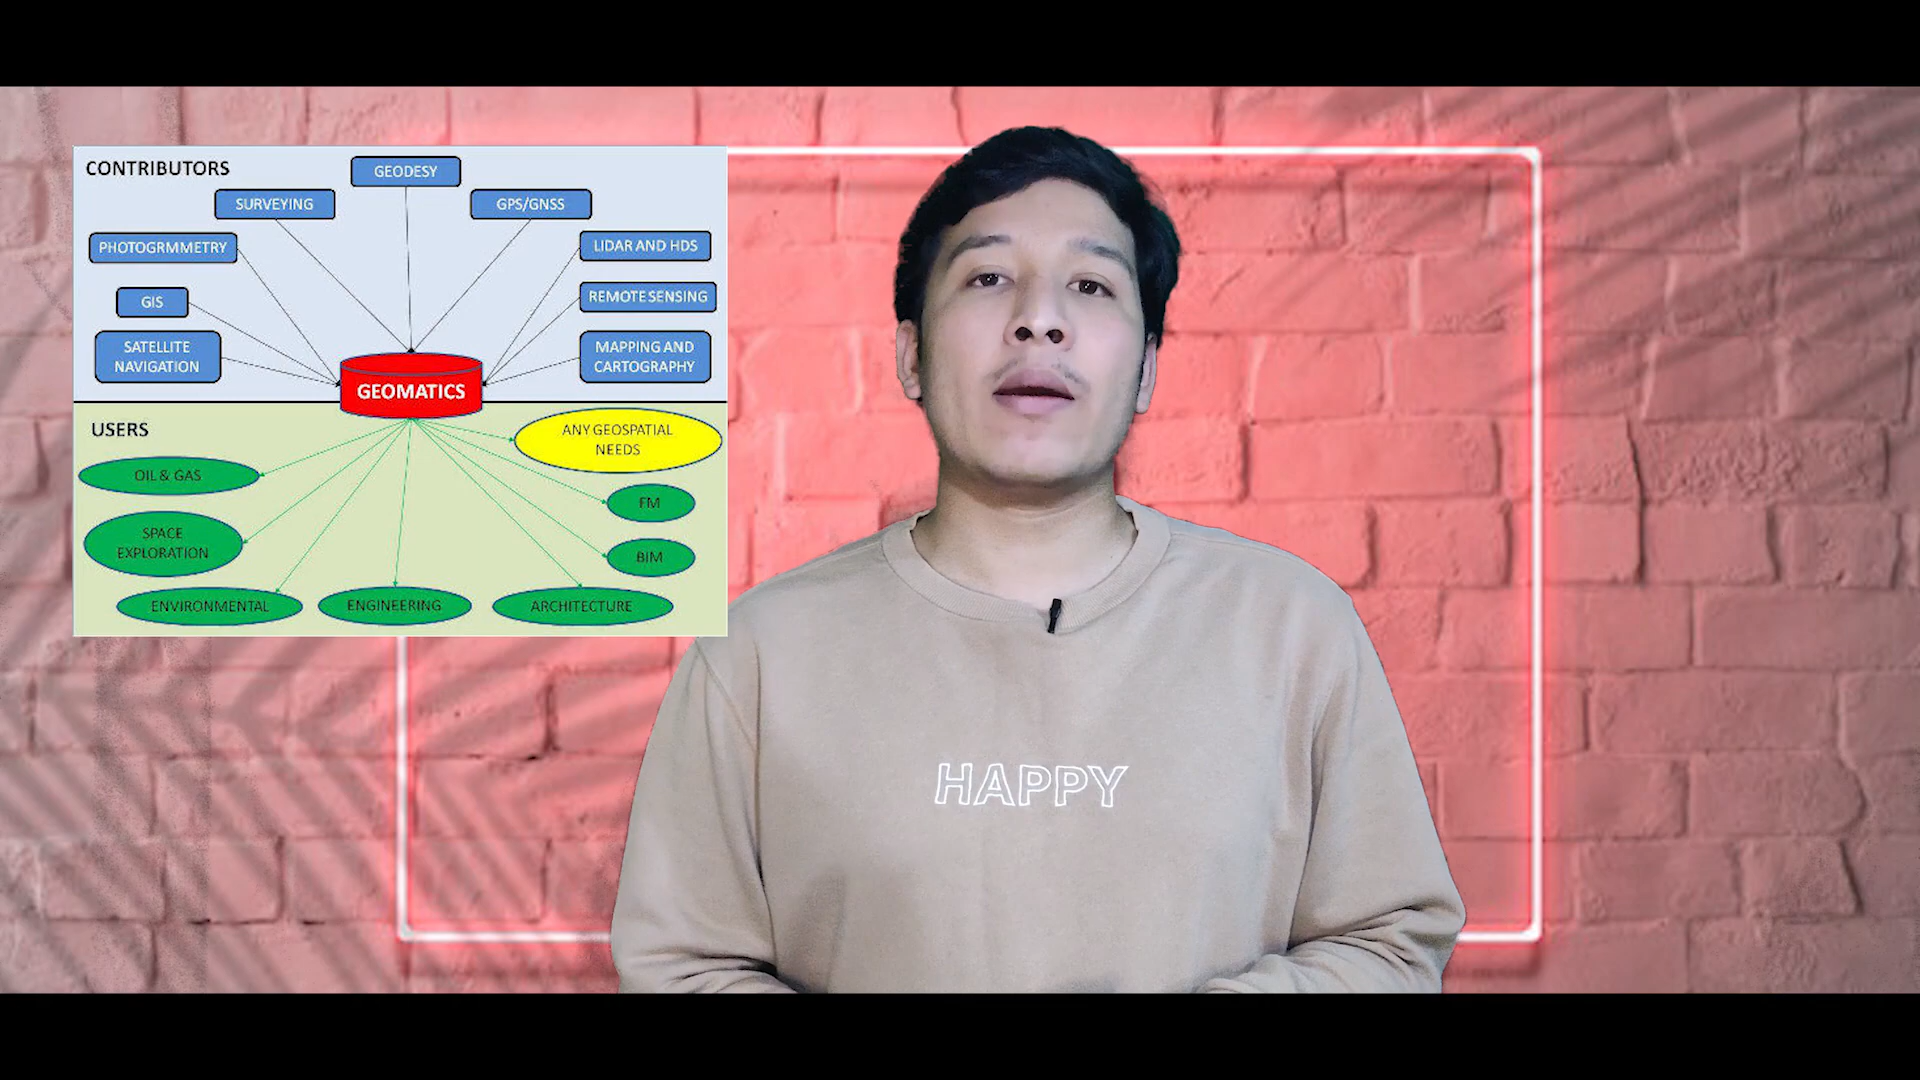 CONTRIBUTORS
GEODESY
SURVEYING
GPS/GNSS
PHOTOGRMMETRY
LIDAR AND HDS
GIS
REMOTE SENSING
SATELLITE
NAVIGATION
MAPPING AND
CARTOGRAPHY
GEOMATICS
USERS
ANY GEOSPATIAL
NEEDS
OIL & GAS
FM
SPACE
EXPLORATION
BIM
ENVIRONMENTAL
ENGINEERING
ARCHITECTURE
HAPPY